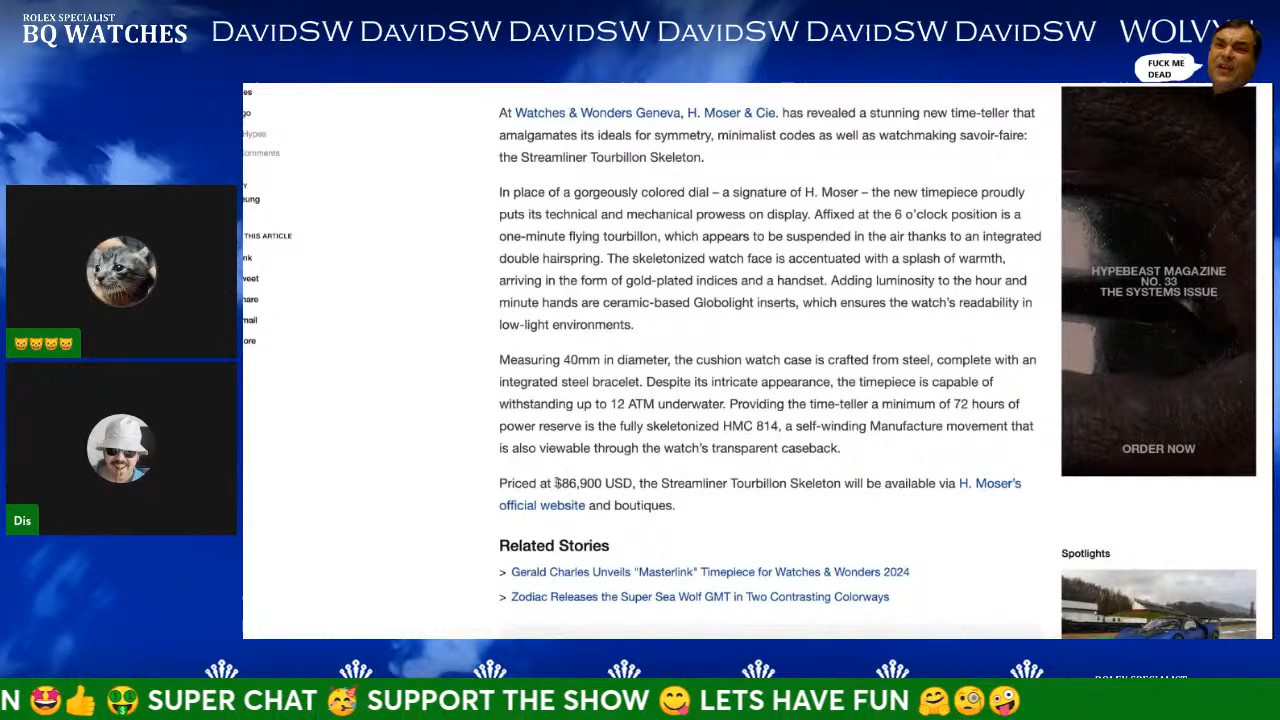 ROLEX SPECIALIST
BQ WATCHES
DAVIDSW DAVIDSW DAVIDSW DAVIDSW DAVIDSW DAVIDSW
FUCK ME
DEAD
es
go
Hypes
omments
Y
eung
THIS ARTICLE
nk
weet
hare
mail
ore
At Watches & Wonders Geneva, H. Moser & Cie. has revealed a stunning new time-teller that
amalgamates its ideals for symmetry, minimalist codes as well as watchmaking savoir-faire:
the Streamliner Tourbillon Skeleton.
In place of a gorgeously colored dial – a signature of H. Moser – the new timepiece proudly
puts its technical and mechanical prowess on display. Affixed at the 6 o'clock position is a
one-minute flying tourbillon, which appears to be suspended in the air thanks to an integrated
double hairspring. The skeletonized watch face is accentuated with a splash of warmth,
arriving in the form of gold-plated indices and a handset. Adding luminosity to the hour and
minute hands are ceramic-based Globolight inserts, which ensures the watch's readability in
low-light environments.
Measuring 40mm in diameter, the cushion watch case is crafted from steel, complete with an
integrated steel bracelet. Despite its intricate appearance, the timepiece is capable of
withstanding up to 12 ATM underwater. Providing the time-teller a minimum of 72 hours of
power reserve is the fully skeletonized HMC 814, a self-winding Manufacture movement that
is also viewable through the watch's transparent caseback.
Priced at $86,900 USD, the Streamliner Tourbillon Skeleton will be available via H. Moser's
official website and boutiques.
Related Stories
> Gerald Charles Unveils "Masterlink" Timepiece for Watches & Wonders 2024
> Zodiac Releases the Super Sea Wolf GMT in Two Contrasting Colorways
HYPEBEAST MAGAZINE
NO. 33
THE SYSTEMS ISSUE
ORDER NOW
Spotlights
Dis
N 🤩👍 🤑 SUPER CHAT 🥳 SUPPORT THE SHOW 😋 LETS HAVE FUN 🤗🧐🤪